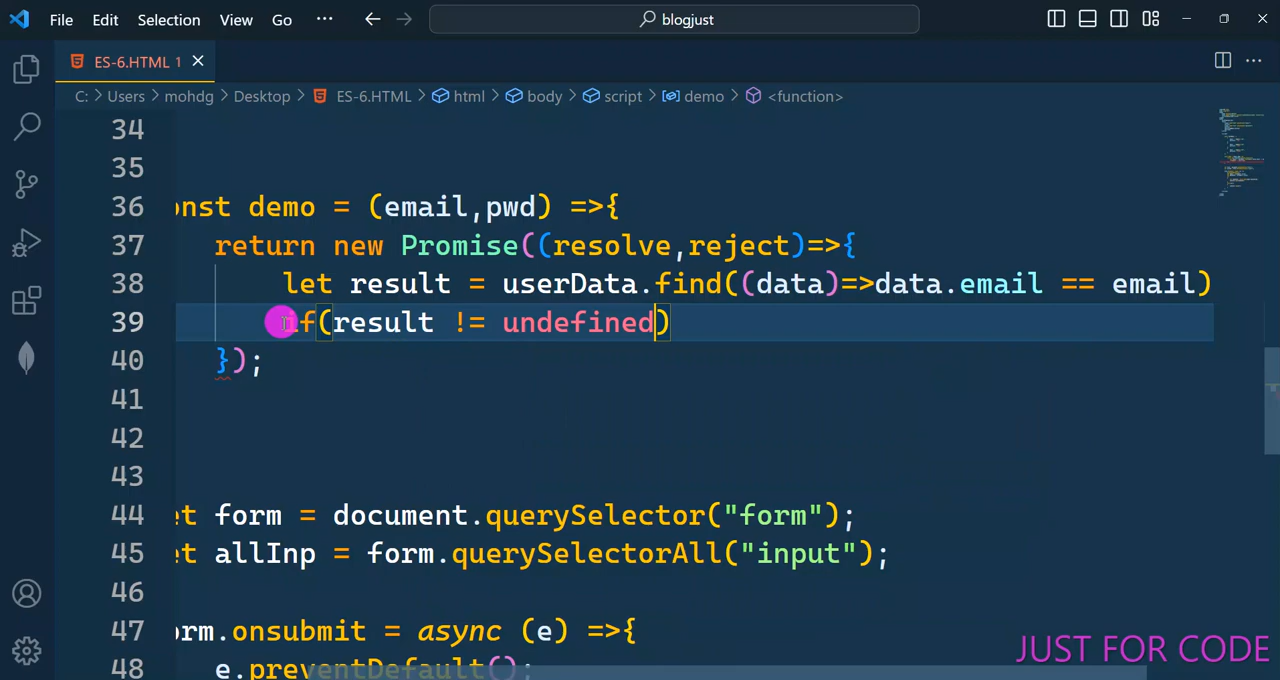 File Edit Selection View Go ··· blogjust
ES-6.HTML 1
C: > Users > mohdg > Desktop > ES-6.HTML > html > body > script > demo > <function>
34
35
36 onst demo = (email,pwd) =>{
37 return new Promise((resolve,reject)=>{
38 let result = userData.find((data)=>data.email == email)
39 if(result != undefined)
40 });
41
42
43
44 et form = document.querySelector("form");
45 et allInp = form.querySelectorAll("input");
46
47 orm.onsubmit = async (e) =>{
48 e.preventDefault();
JUST FOR CODE